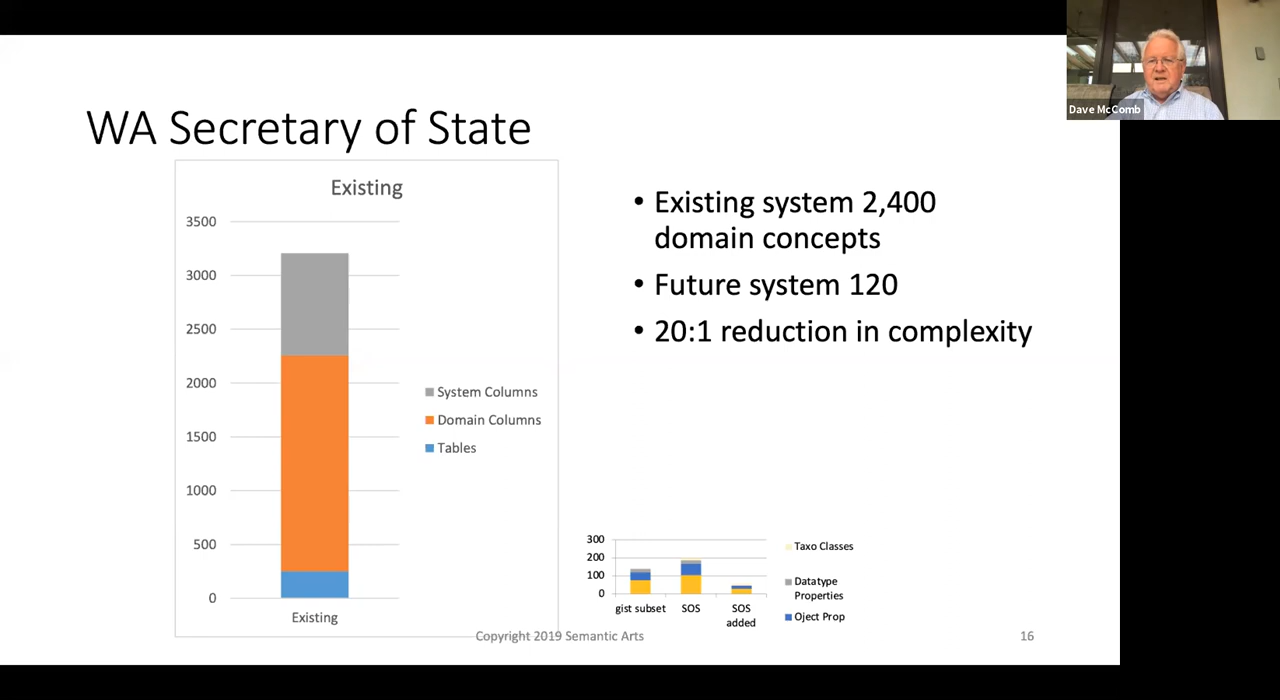 Dave McComb
WA Secretary of State
Existing
3500
3000
2500
2000
1500
1000
500
0
Existing
System Columns
Domain Columns
Tables
• Existing system 2,400
domain concepts
• Future system 120
• 20:1 reduction in complexity
300
200
100
0
gist subset
SOS
SOS
added
Taxo Classes
Datatype
Properties
Oject Prop
Copyright 2019 Semantic Arts
16